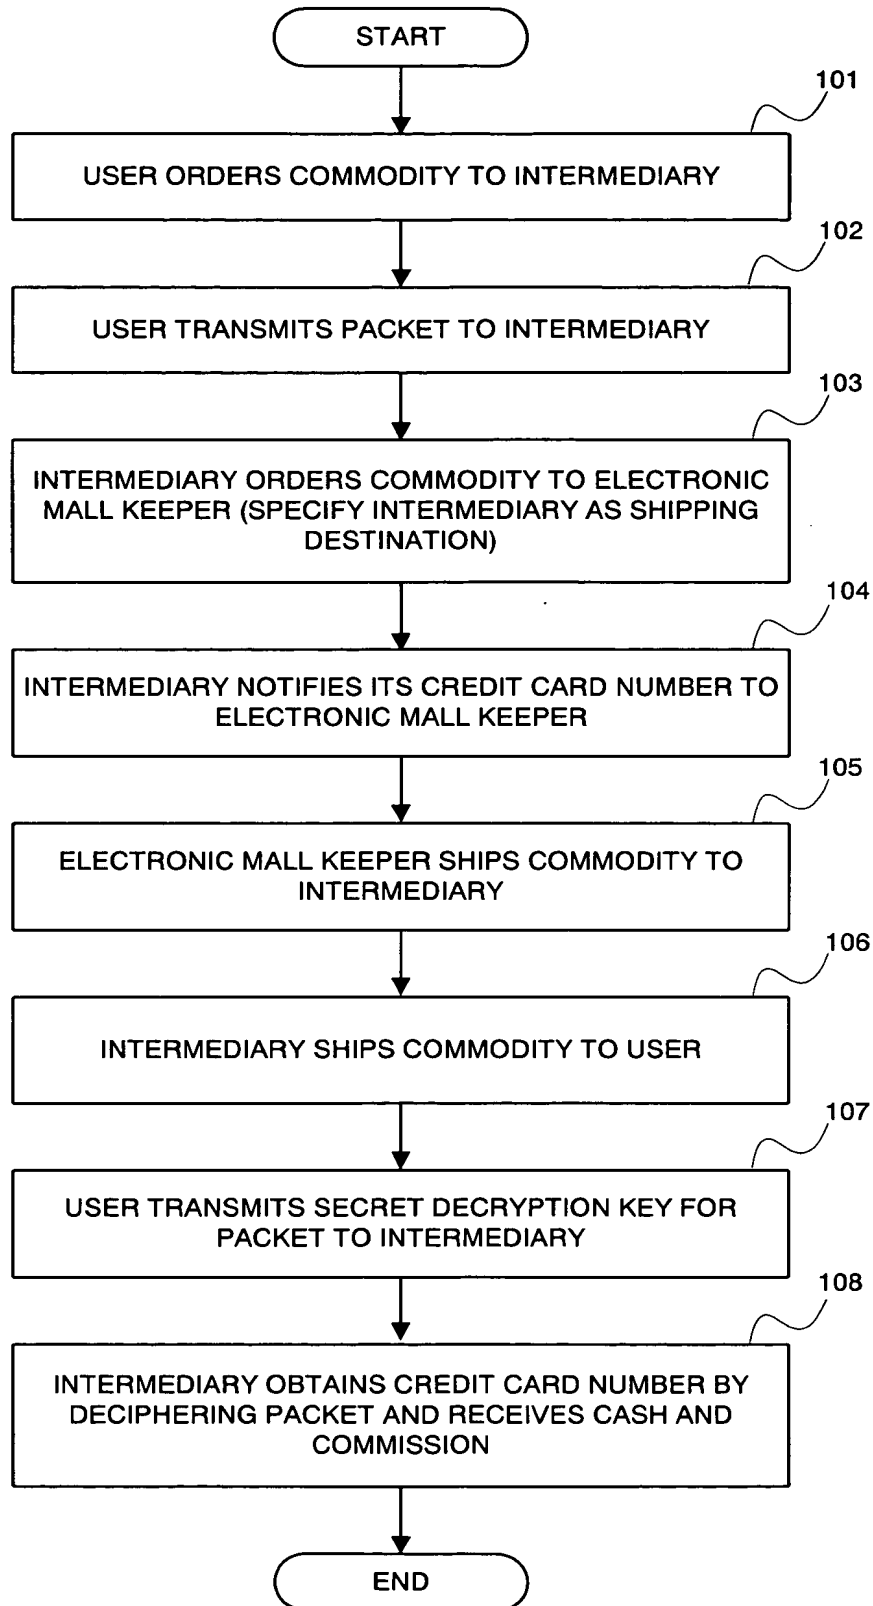 START
101
USER ORDERS COMMODITY TO INTERMEDIARY
102
USER TRANSMITS PACKET TO INTERMEDIARY
103
INTERMEDIARY ORDERS COMMODITY TO ELECTRONIC
MALL KEEPER (SPECIFY INTERMEDIARY AS SHIPPING
DESTINATION)
104
INTERMEDIARY NOTIFIES ITS CREDIT CARD NUMBER TO
ELECTRONIC MALL KEEPER
105
ELECTRONIC MALL KEEPER SHIPS COMMODITY TO
INTERMEDIARY
106
INTERMEDIARY SHIPS COMMODITY TO USER
107
USER TRANSMITS SECRET DECRYPTION KEY FOR
PACKET TO INTERMEDIARY
108
INTERMEDIARY OBTAINS CREDIT CARD NUMBER BY
DECIPHERING PACKET AND RECEIVES CASH AND
COMMISSION
END